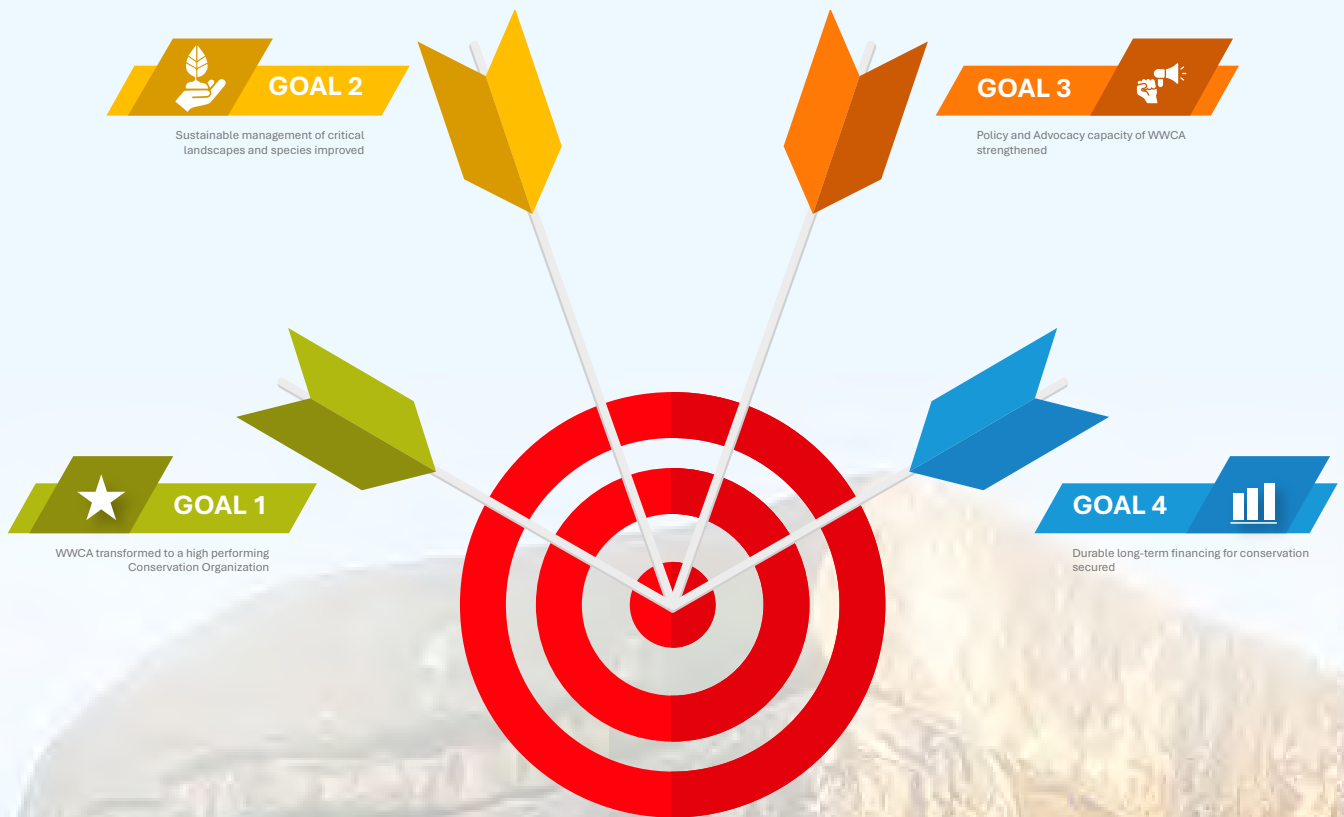 GOAL 2
Sustainable management of critical
landscapes and species improved
GOAL 3
Policy and Advocacy capacity of WWCA
strengthened
GOAL 1
WWCA transformed to a high performing
Conservation Organization
GOAL 4
Durable long-term financing for conservation
secured